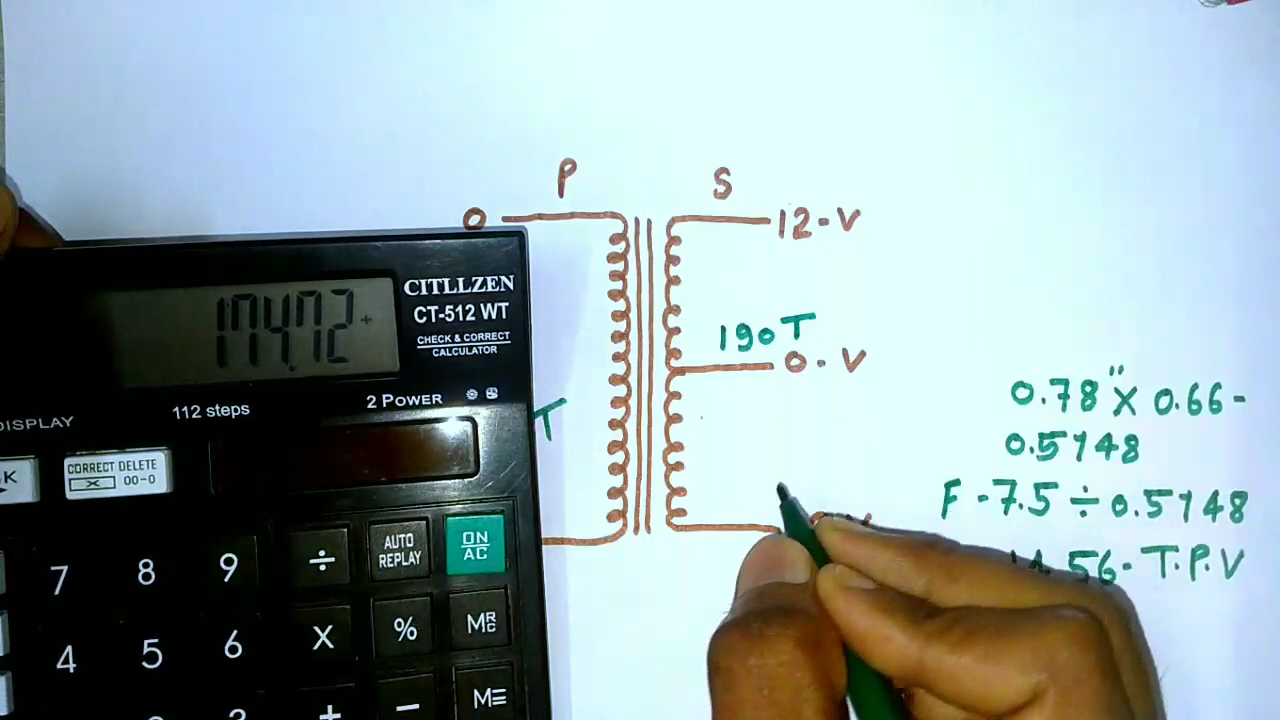 P
S
0
12-V
190T
0-V
T
0.78" X 0.66-
0.5148
F-7.5 ÷ 0.5148
14.56- T.P.V
174.72 +
CITLLZEN
CT-512 WT
CHECK & CORRECT
CALCULATOR
112 steps
2 POWER
DISPLAY
K
CORRECT DELETE
00-0
AUTO
REPLAY
ON
AC
7
8
9
÷
4
5
6
X
%
MRC
+
-
M=